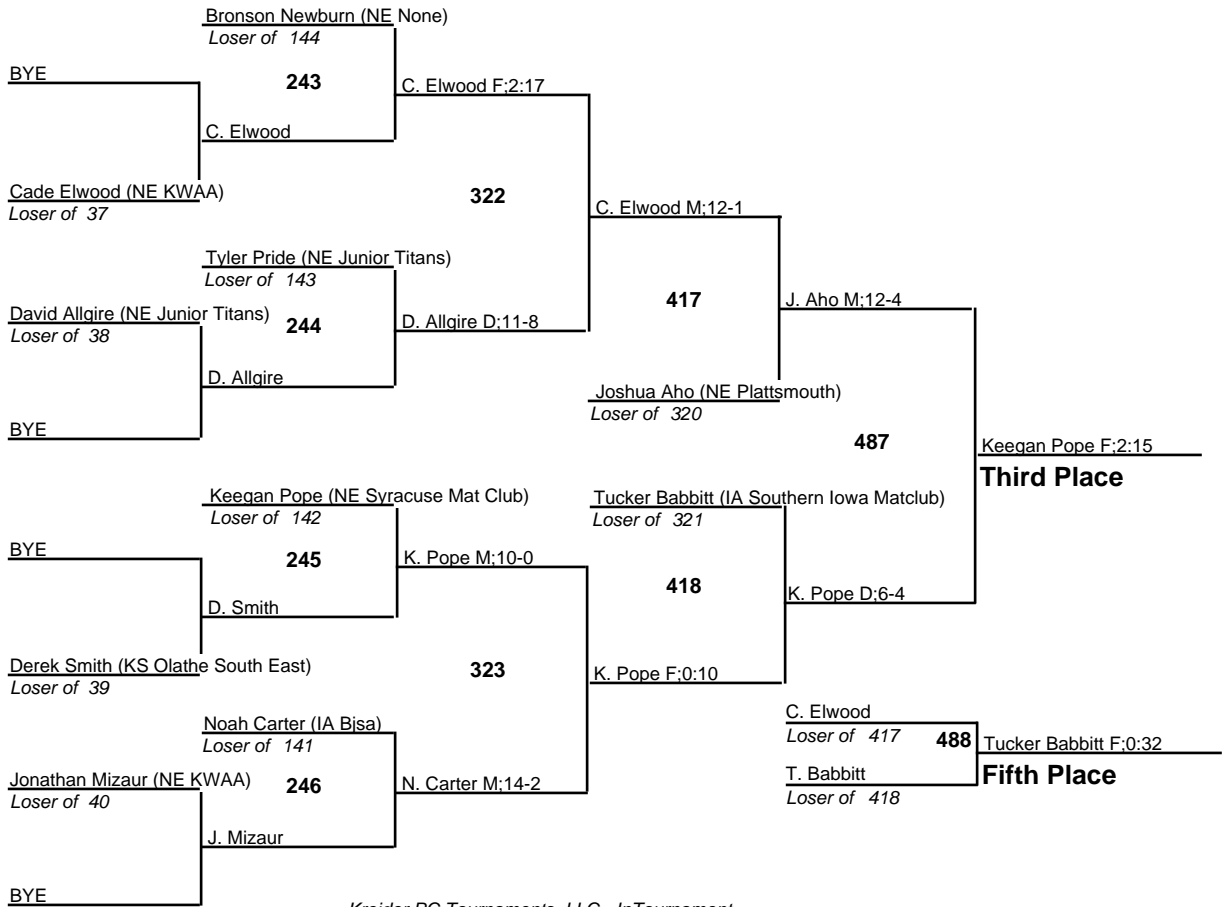 Bronson Newburn (NE None)
Loser of 144
BYE
243
C. Elwood F;2:17
C. Elwood
Cade Elwood (NE KWAA)
Loser of 37
322
C. Elwood M;12-1
Tyler Pride (NE Junior Titans)
Loser of 143
David Allgire (NE Junior Titans)
Loser of 38
244
D. Allgire D;11-8
417
J. Aho M;12-4
D. Allgire
Joshua Aho (NE Plattsmouth)
Loser of 320
BYE
487
Keegan Pope F;2:15
Third Place
Keegan Pope (NE Syracuse Mat Club)
Loser of 142
Tucker Babbitt (IA Southern Iowa Matclub)
Loser of 321
BYE
245
K. Pope M;10-0
418
D. Smith
K. Pope D;6-4
Derek Smith (KS Olathe South East)
Loser of 39
323
K. Pope F;0:10
Noah Carter (IA Bjsa)
Loser of 141
C. Elwood
Loser of 417
488
Tucker Babbitt F;0:32
Fifth Place
Jonathan Mizaur (NE KWAA)
Loser of 40
246
N. Carter M;14-2
T. Babbitt
Loser of 418
J. Mizaur
BYE
Kreider PC Tournaments, LLC - InTournament